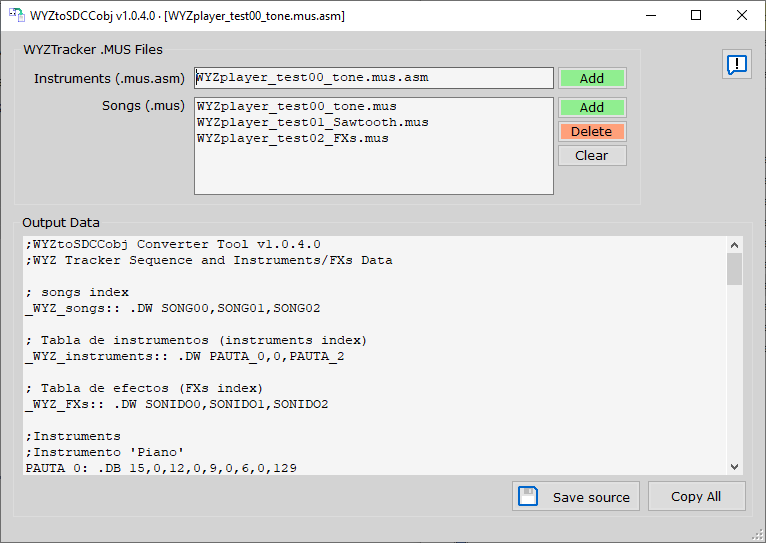 WYZtoSDCCobj v1.0.4.0 · [WYZplayer_test00_tone.mus.asm]
WYZTracker .MUS Files
Instruments (.mus.asm)
WYZplayer_test00_tone.mus.asm
Add
Songs (.mus)
WYZplayer_test00_tone.mus
WYZplayer_test01_Sawtooth.mus
WYZplayer_test02_FXs.mus
Add
Delete
Clear
Output Data
;WYZtoSDCCobj Converter Tool v1.0.4.0
;WYZ Tracker Sequence and Instruments/FXs Data
; songs index
_WYZ_songs:: .DW SONG00,SONG01,SONG02
; Tabla de instrumentos (instruments index)
_WYZ_instruments:: .DW PAUTA_0,0,PAUTA_2
; Tabla de efectos (FXs index)
_WYZ_FXs:: .DW SONIDO0,SONIDO1,SONIDO2
;Instruments
;Instrumento 'Piano'
PAUTA_0: .DB 15,0,12,0,9,0,6,0,129
Save source
Copy All